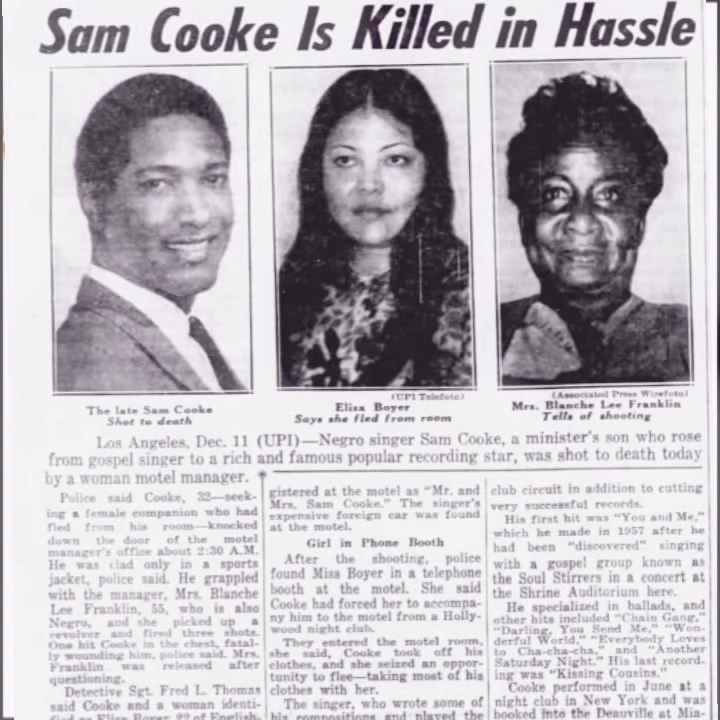 Sam Cooke Is Killed in Hassle
The late Sam Cooke
Shot to death
(UPI Telefoto)
Elisa Boyer
Says she fled from room
(Associated Press Wirefoto)
Mrs. Blanche Lee Franklin
Tells of shooting
Los Angeles, Dec. 11 (UPI)—Negro singer Sam Cooke, a minister's son who rose
from gospel singer to a rich and famous popular recording star, was shot to death today
by a woman motel manager.
Police said Cooke, 32—seek-
ing a female companion who had
fled from his room—knocked
down the door of the motel
manager's office about 2:30 A.M.
He was clad only in a sports
jacket, police said. He grappled
with the manager, Mrs. Blanche
Lee Franklin, 55, who is also
Negro, and she picked up a
revolver and fired three shots.
One hit Cooke in the chest, fatal-
ly wounding him, police said. Mrs.
Franklin was released after
questioning.
Detective Sgt. Fred L. Thomas
said Cooke and a woman identi-
fied as Elisa Boyer, 22 of English,
gistered at the motel as "Mr. and
Mrs. Sam Cooke." The singer's
expensive foreign car was found
at the motel.
Girl in Phone Booth
After the shooting, police
found Miss Boyer in a telephone
booth at the motel. She said
Cooke had forced her to accompa-
ny him to the motel from a Holly-
wood night club.
They entered the motel room,
she said, Cooke took off his
clothes, and she seized an oppor-
tunity to flee—taking most of his
clothes with her.
The singer, who wrote some of
his compositions and played the
club circuit in addition to cutting
very successful records.
His first hit was "You and Me,"
which he made in 1957 after he
had been "discovered" singing
with a gospel group known as
the Soul Stirrers in a concert at
the Shrine Auditorium here.
He specialized in ballads, and
other hits included "Chain Gang,"
"Darling, You Send Me," "Won-
derful World," "Everybody Loves
to Cha-cha-cha," and "Another
Saturday Night." His last record-
ing was "Kissing Cousins."
Cooke performed in June at a
night club in New York and was
booked into the Deauville at Mia-